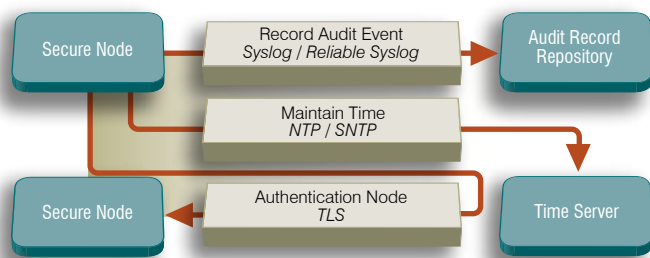 Secure Node
Record Audit Event
Syslog / Reliable Syslog
Audit Record
Repository
Maintain Time
NTP / SNTP
Secure Node
Authentication Node
TLS
Time Server